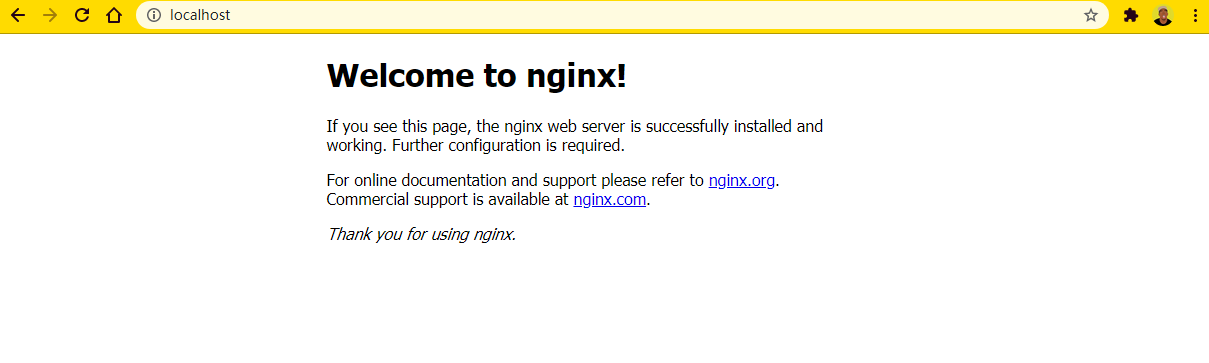 localhost
Welcome to nginx!
If you see this page, the nginx web server is successfully installed and
working. Further configuration is required.
For online documentation and support please refer to nginx.org.
Commercial support is available at nginx.com.
Thank you for using nginx.